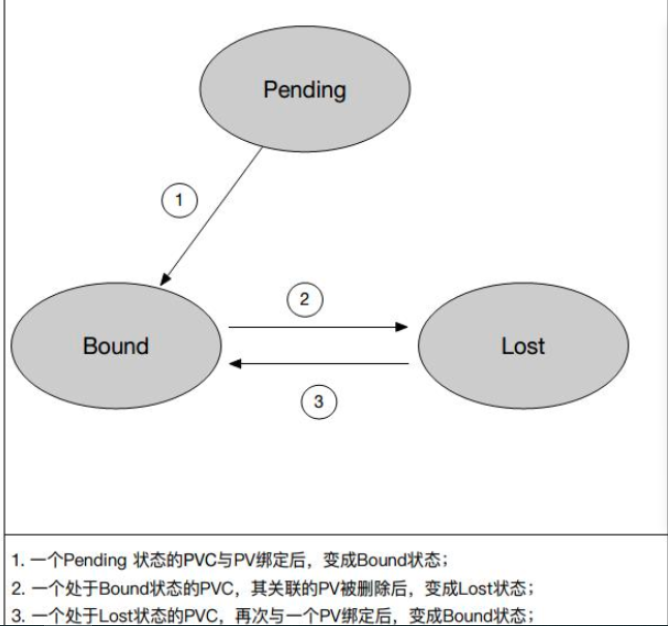 Pending
1
2
Bound
Lost
3
1. 一个Pending 状态的PVC与PV绑定后，变成Bound状态；
2. 一个处于Bound状态的PVC，其关联的PV被删除后，变成Lost状态；
3. 一个处于Lost状态的PVC，再次与一个PV绑定后，变成Bound状态；